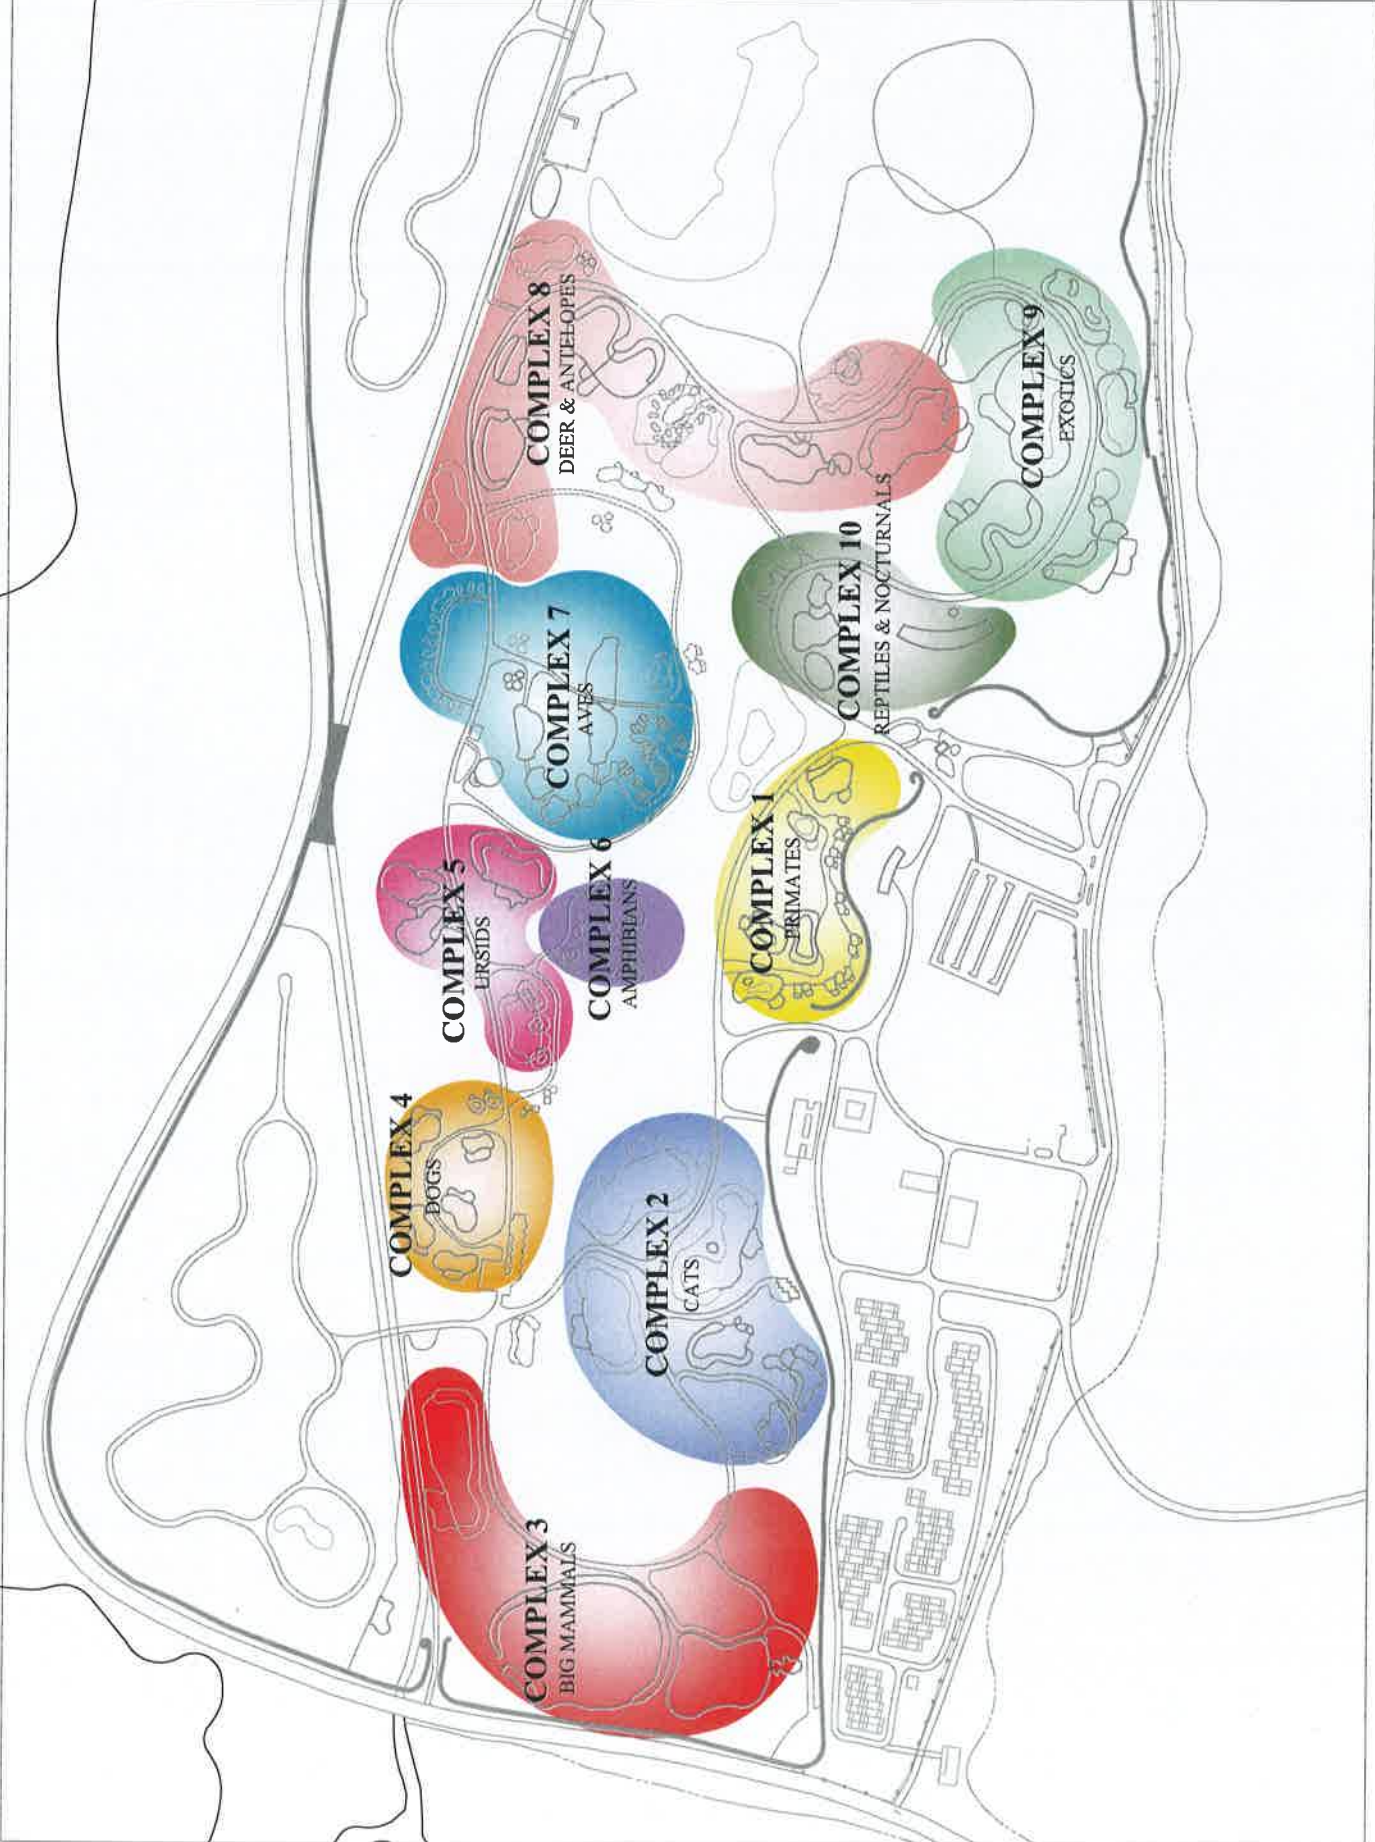 COMPLEX 1
PRIMATES
COMPLEX 2
CATS
COMPLEX 3
BIG MAMMALS
COMPLEX 4
DOGS
COMPLEX 5
URSIDS
COMPLEX 6
AMPHIBIANS
COMPLEX 7
AVES
COMPLEX 8
DEER & ANTELOPES
COMPLEX 9
EXOTICS
COMPLEX 10
REPTILES & NOCTURNALS